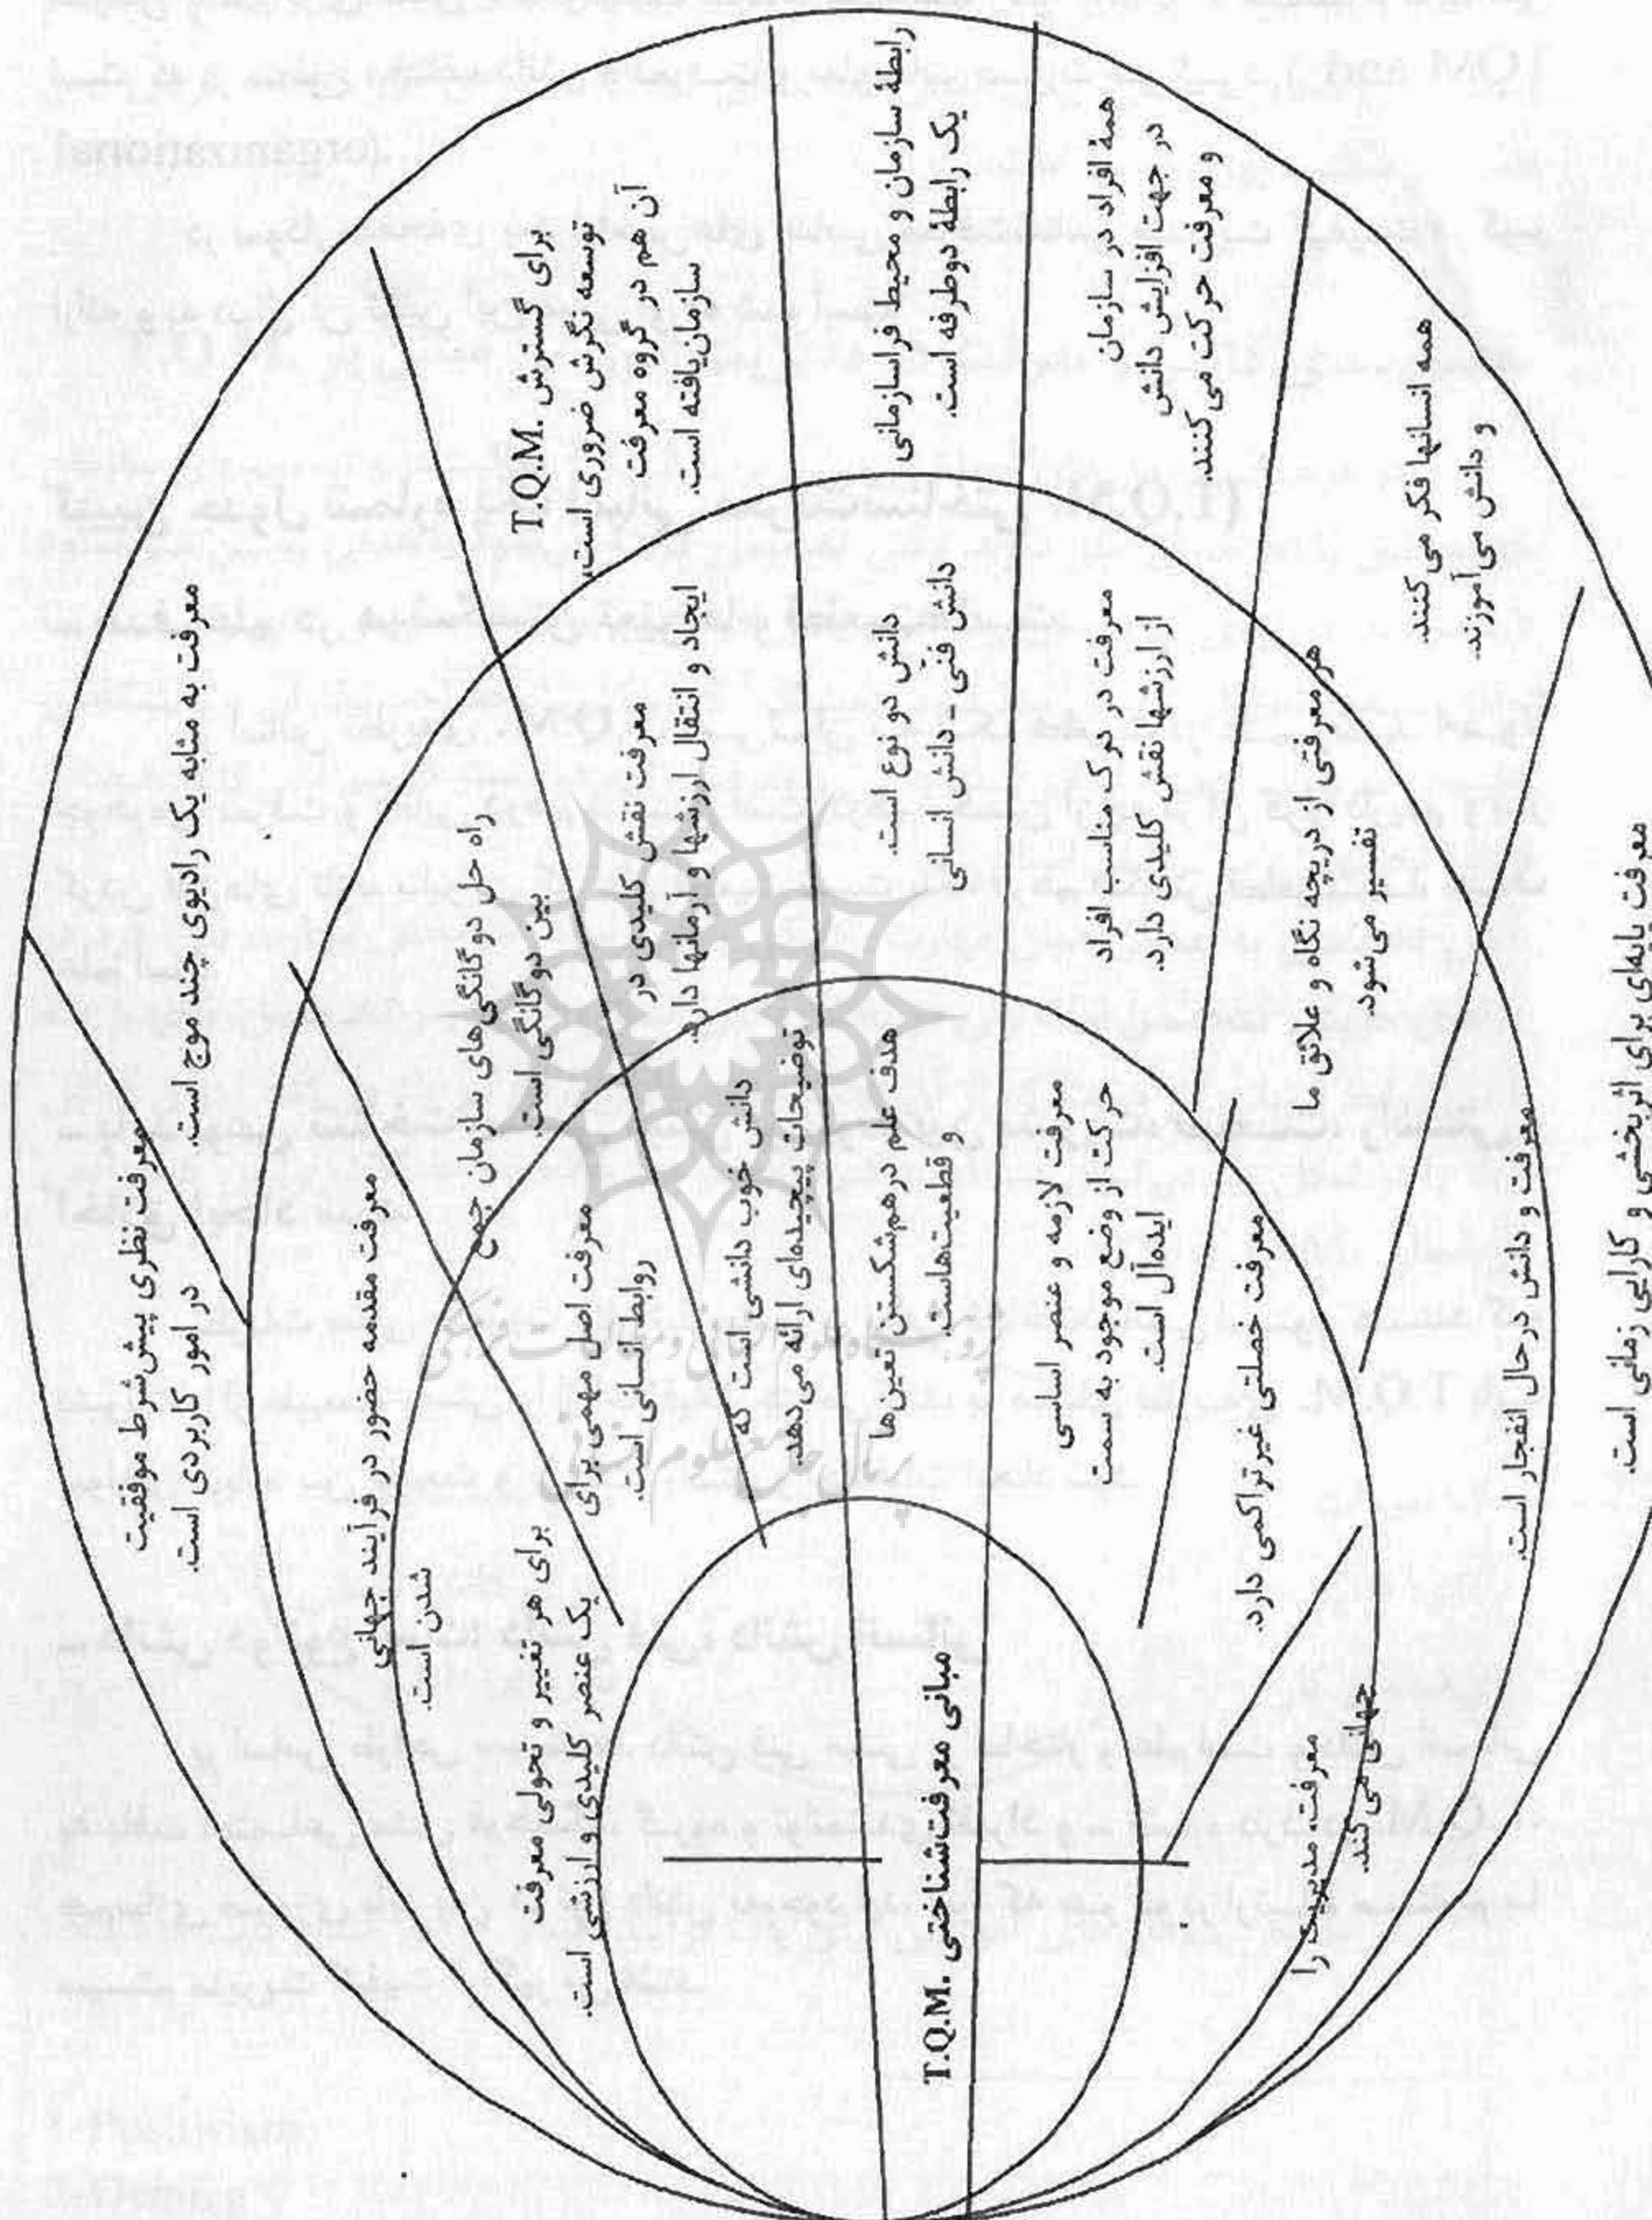 معرفت نظری پیش‌شرط موفقیت
در امور کاربردی است.
معرفت به مثابه یک رادیوی چند موج است.
معرفت مقدمه حضور در فرآیند جهانی
شدن است.
راه حل دوگانگی‌های سازمان جمع
بین دوگانگی است.
برای گسترش T.Q.M.
توسعه نگرش ضروری است،
آن هم در گروه معرفت
سازمان‌یافته است.
معرفت نقش کلیدی در
ایجاد و انتقال ارزشها و آرمانها دارد.
برای هر تغییر و تحولی معرفت
یک عنصر کلیدی و ارزشی است.
معرفت اصل مهمی برای
روابط انسانی است.
دانش خوب دانشی است که
توضیحات پیچیده‌ای ارائه می‌دهد.
رابطهٔ سازمان و محیط فراسازمانی
یک رابطهٔ دوطرفه است.
دانش دو نوع است.
دانش فنّی - دانش انسانی
هدف علم درهم‌شکستن تعین‌ها
و قطعیت‌هاست.
مبانی معرفت‌شناختی T.Q.M.
همهٔ افراد در سازمان
در جهت افزایش دانش
و معرفت حرکت می‌کنند.
معرفت در درک مناسب افراد
از ارزشها نقش کلیدی دارد.
معرفت لازمه و عنصر اساسی
حرکت از وضع موجود به سمت
ایده‌آل است.
هر معرفتی از دریچه نگاه و علائق ما
تفسیر می‌شود.
معرفت خصلتی غیرتراکمی دارد.
معرفت، مدیریت را
جهانی می‌کند.
همه انسانها فکر می‌کنند
و دانش می‌آموزند.
معرفت و دانش درحال انفجار است.
معرفت پایه‌ای برای اثربخشی و کارایی زمانی است.